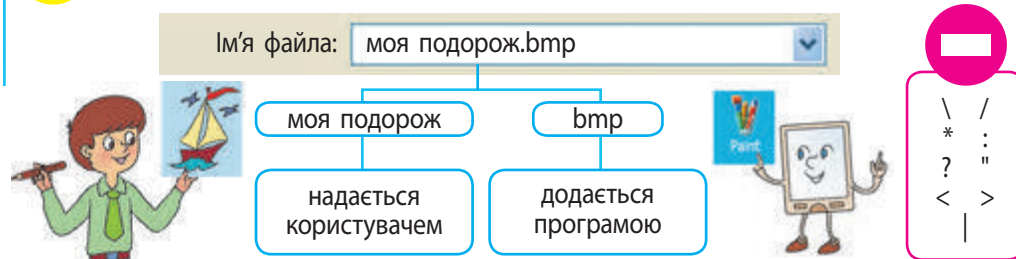 Ім'я файла: моя подорож.bmp
моя подорож
bmp
надається
користувачем
додається
програмою
Paint
\ /
* :
? "
< >
|